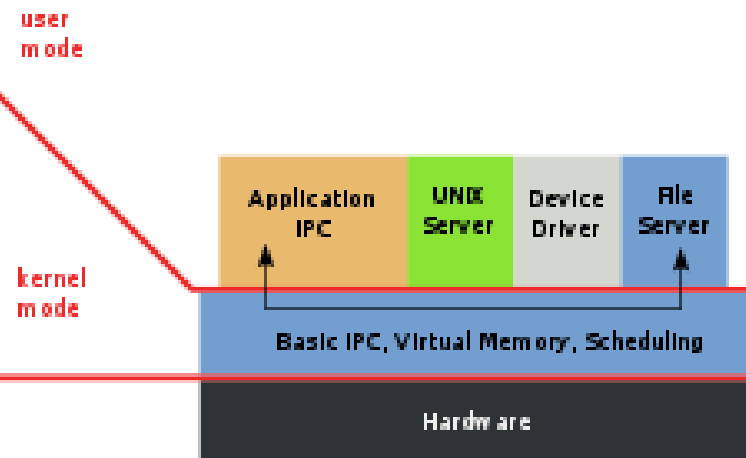 user
mode
Application
IPC
UNIX
Server
Device
Driver
File
Server
kernel
mode
Basic IPC, Virtual Memory, Scheduling
Hardware